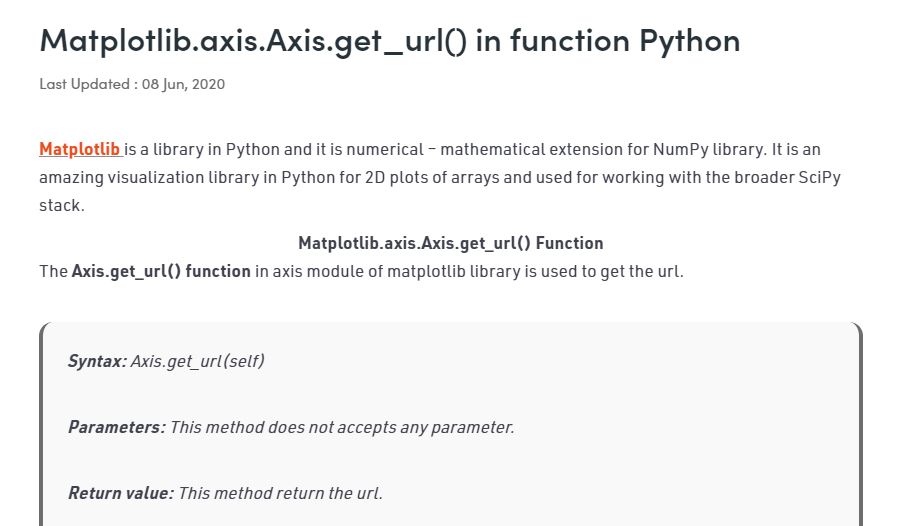 Matplotlib.axis.Axis.get_url() in function Python
Last Updated : 08 Jun, 2020
Matplotlib is a library in Python and it is numerical – mathematical extension for NumPy library. It is an
amazing visualization library in Python for 2D plots of arrays and used for working with the broader SciPy
stack.
Matplotlib.axis.Axis.get_url() Function
The Axis.get_url() function in axis module of matplotlib library is used to get the url.
Syntax: Axis.get_url(self)
Parameters: This method does not accepts any parameter.
Return value: This method return the url.